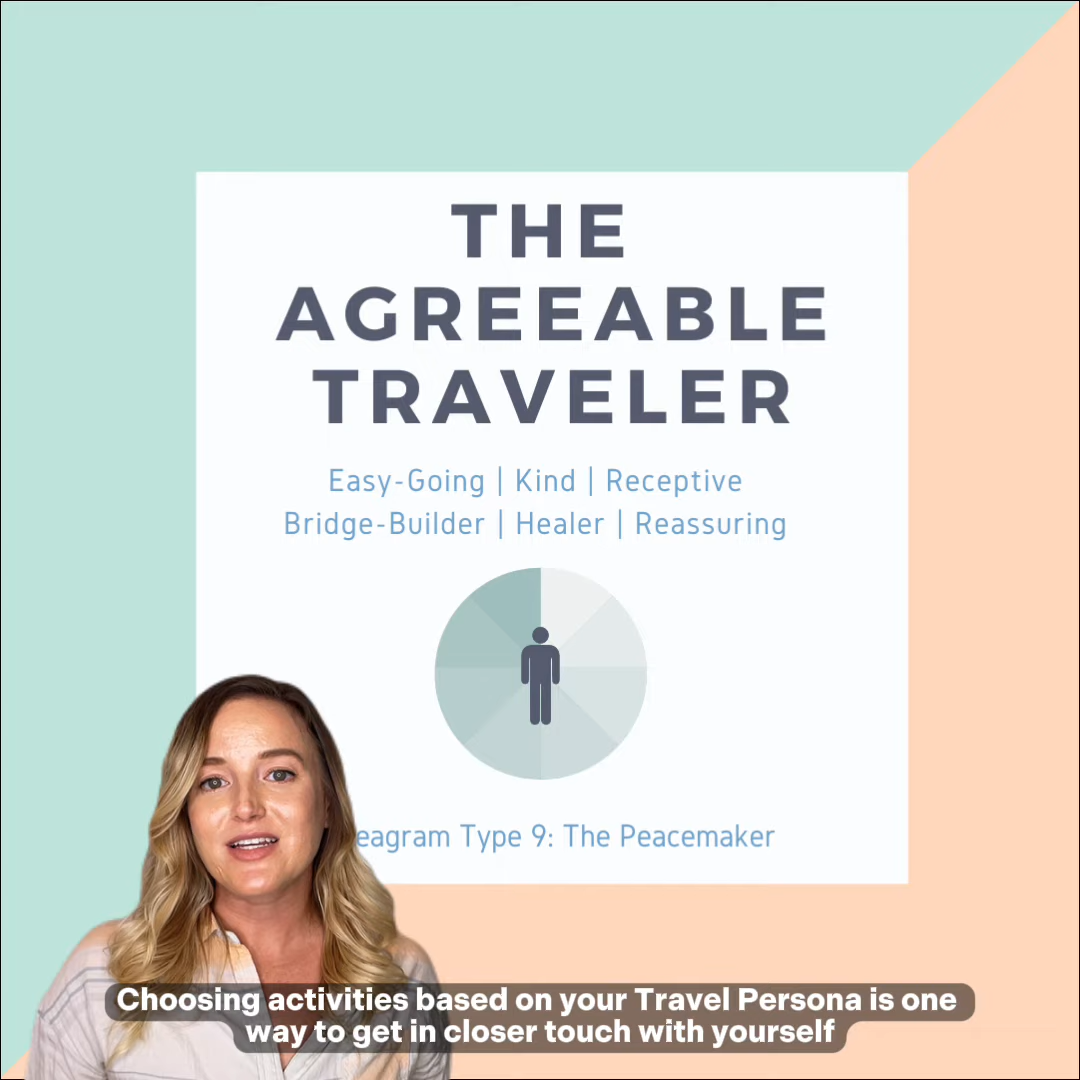 THE
AGREEABLE
TRAVELER
Easy-Going | Kind | Receptive
Bridge-Builder | Healer | Reassuring
Type 9: The Peacemaker
Choosing activities based on your Travel Persona is one
way to get in closer touch with yourself